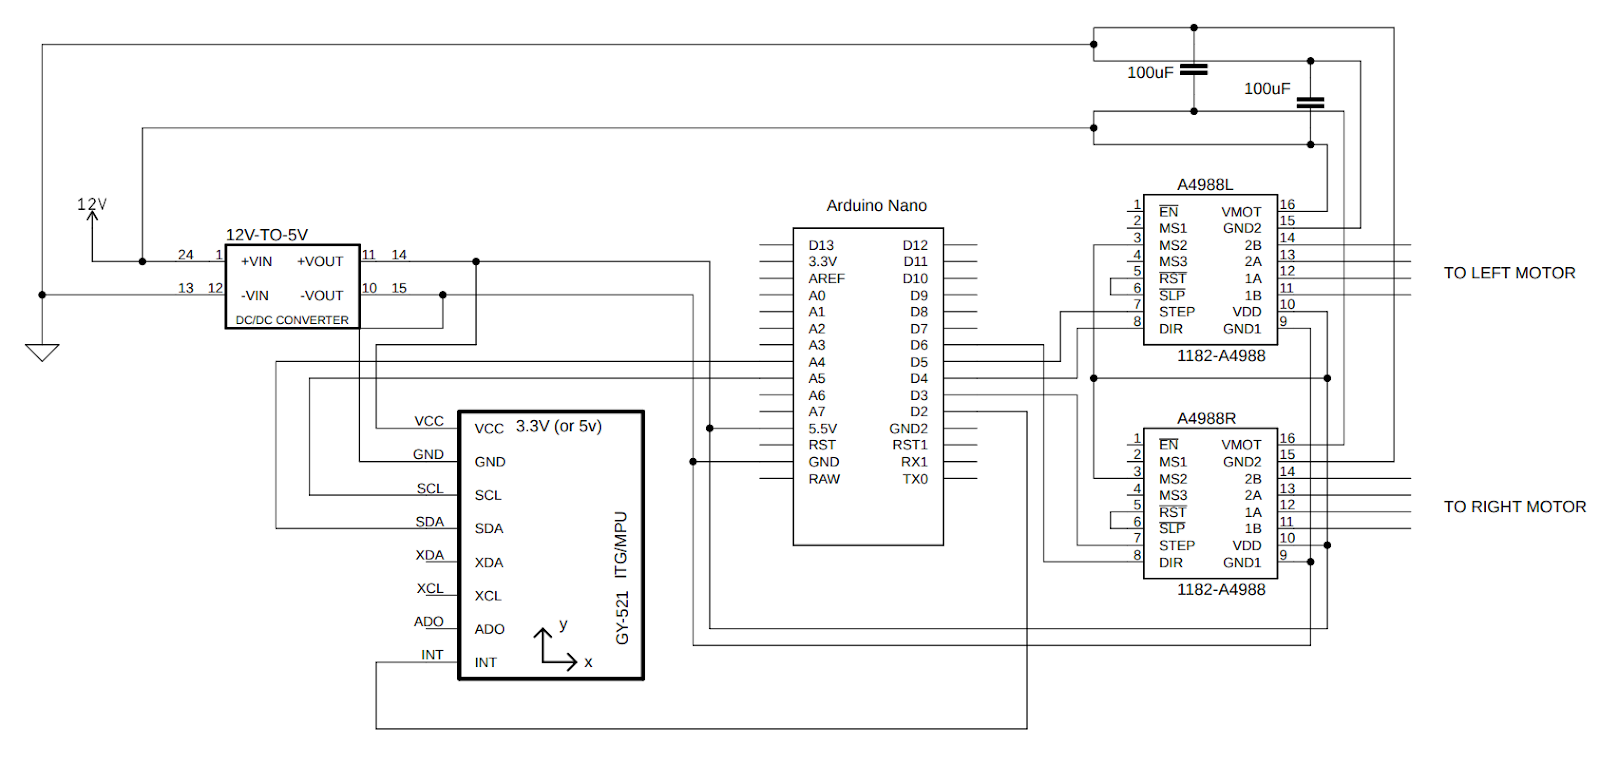 100uF
100uF
12V
12V-TO-5V
24 1 +VIN +VOUT 11 14
13 12 -VIN -VOUT 10 15
DC/DC CONVERTER
VCC VCC 3.3V (or 5v)
GND GND
SCL SCL
SDA SDA
XDA XDA
XCL XCL
ADO ADO
INT INT
GY-521 ITG/MPU
y
x
Arduino Nano
D13 D12
3.3V D11
AREF D10
A0 D9
A1 D8
A2 D7
A3 D6
A4 D5
A5 D4
A6 D3
A7 D2
5.5V GND2
RST RST1
GND RX1
RAW TX0
A4988L
1 EN VMOT 16
2 MS1 GND2 15
3 MS2 2B 14
4 MS3 2A 13
5 RST 1A 12
6 SLP 1B 11
7 STEP VDD 10
8 DIR GND1 9
1182-A4988
TO LEFT MOTOR
A4988R
1 EN VMOT 16
2 MS1 GND2 15
3 MS2 2B 14
4 MS3 2A 13
5 RST 1A 12
6 SLP 1B 11
7 STEP VDD 10
8 DIR GND1 9
1182-A4988
TO RIGHT MOTOR